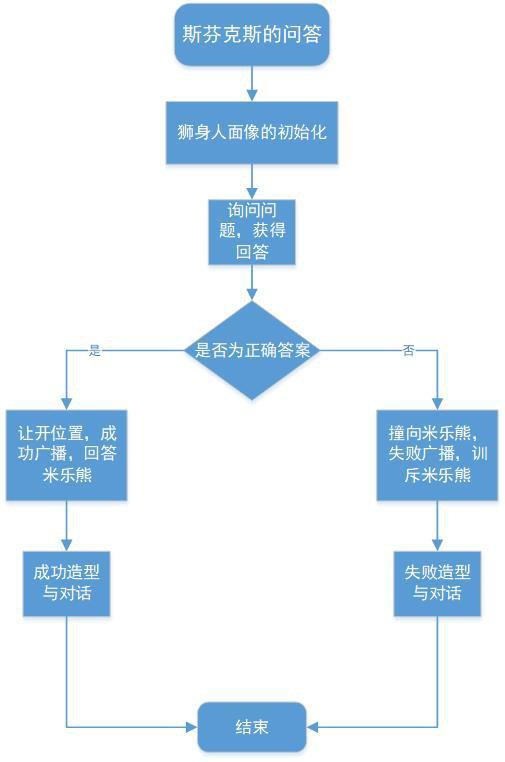 斯芬克斯的问答
狮身人面像的初始化
询问问
题，获得
回答
是否为正确答案
是
否
让开位置，成
功广播，回答
米乐熊
撞向米乐熊，
失败广播，训
斥米乐熊
成功造型
与对话
失败造型
与对话
结束